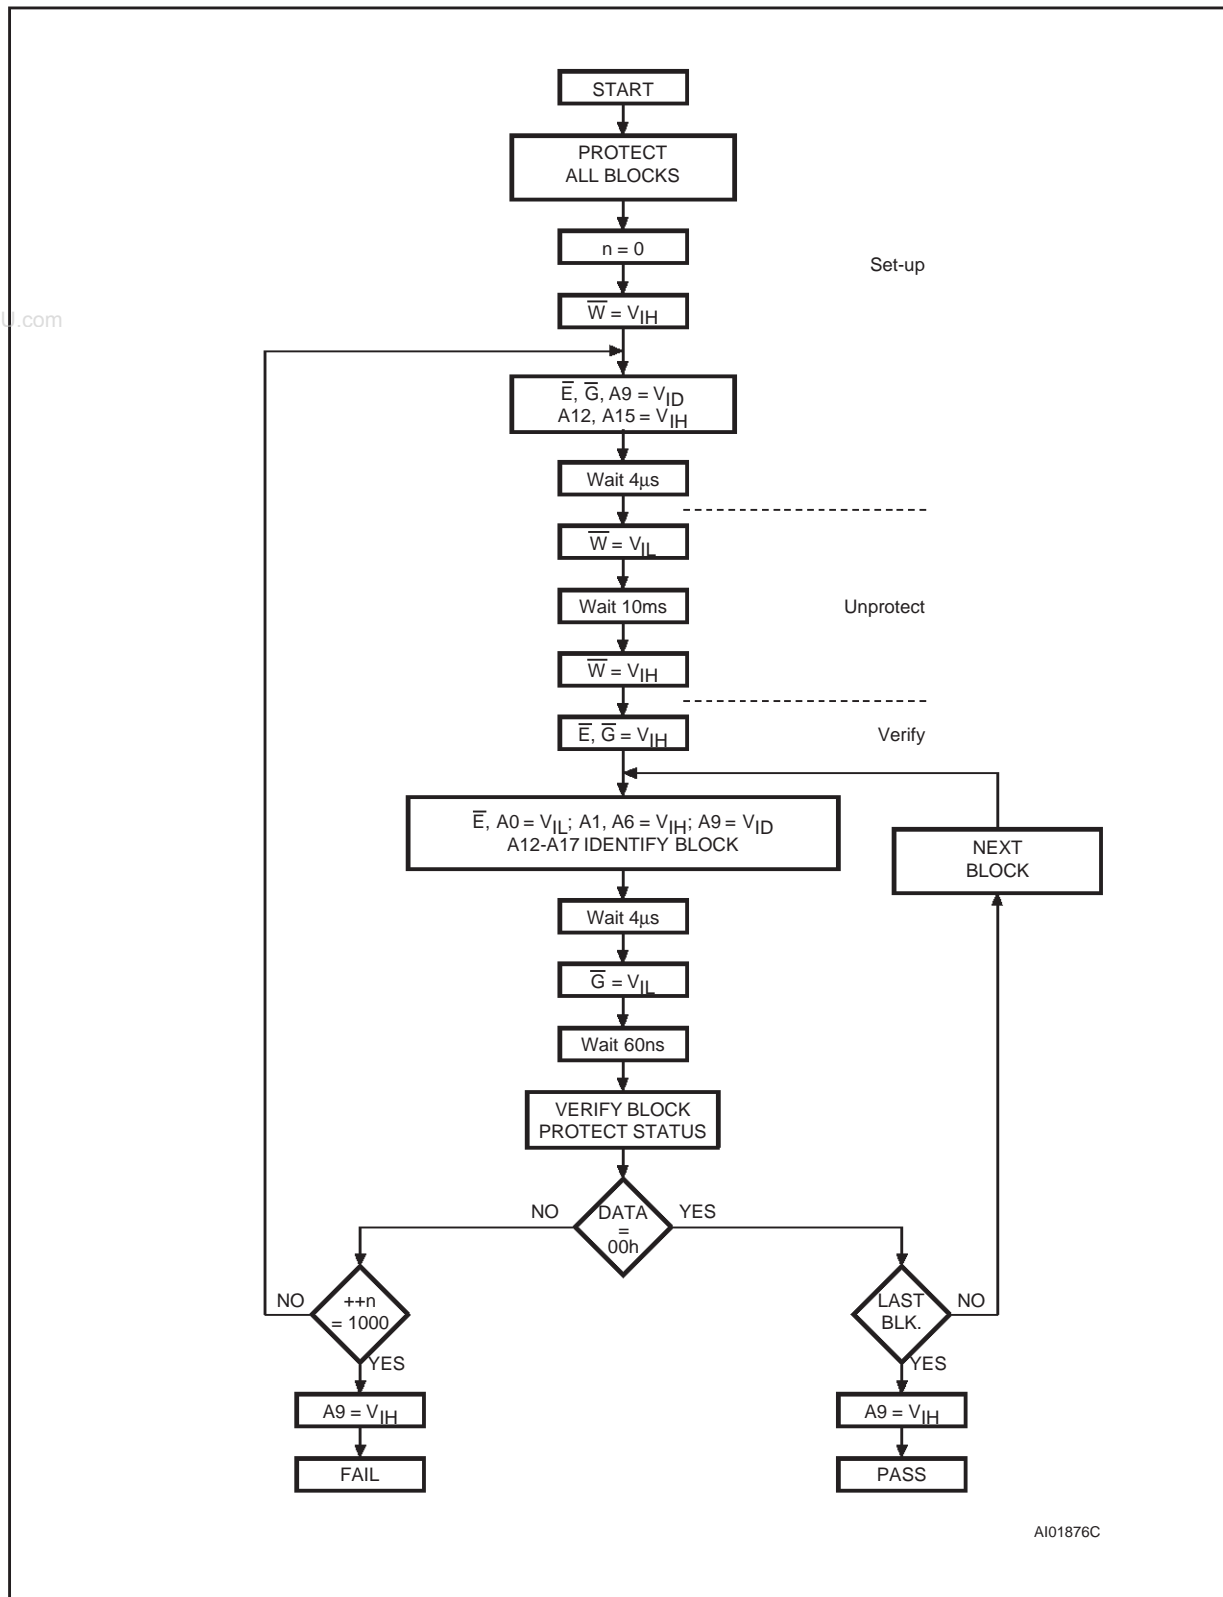 START
PROTECT
ALL BLOCKS
n = 0
Set-up
W̅ = VIH
U.com
E̅, G̅, A9 = VID
A12, A15 = VIH
Wait 4µs
W̅ = VIL
Wait 10ms
Unprotect
W̅ = VIH
E̅, G̅ = VIH
Verify
E̅, A0 = VIL; A1, A6 = VIH; A9 = VID
A12-A17 IDENTIFY BLOCK
NEXT
BLOCK
Wait 4µs
G̅ = VIL
Wait 60ns
VERIFY BLOCK
PROTECT STATUS
NO
DATA
=
00h
YES
NO
++n
= 1000
YES
LAST
BLK.
NO
YES
A9 = VIH
A9 = VIH
FAIL
PASS
AI01876C